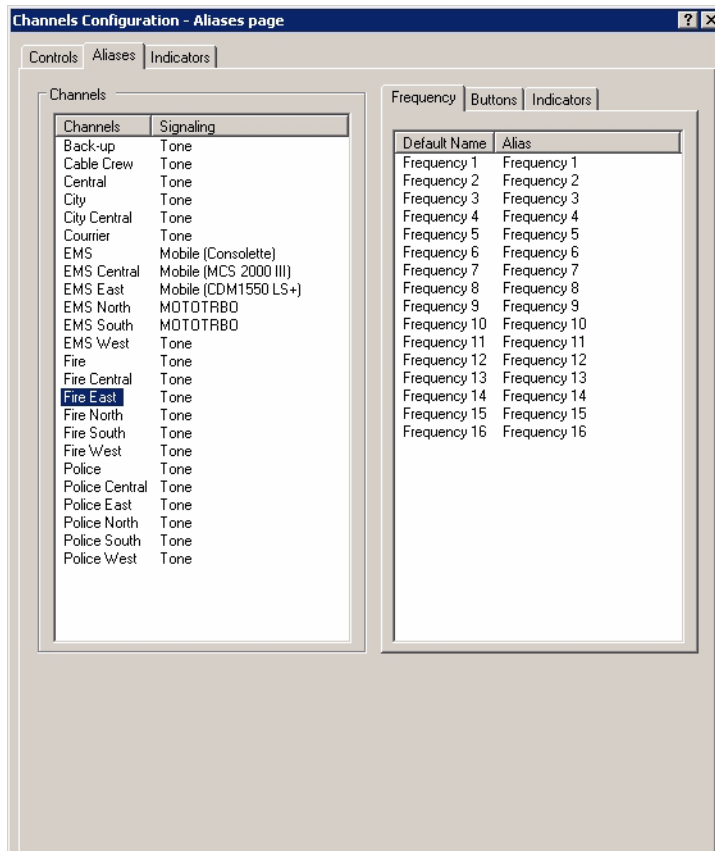 Channels Configuration - Aliases page
? X
Controls Aliases Indicators
Channels
Channels Signaling
Back-up Tone
Cable Crew Tone
Central Tone
City Tone
City Central Tone
Courrier Tone
EMS Mobile (Consolette)
EMS Central Mobile (MCS 2000 III)
EMS East Mobile (CDM1550 LS+)
EMS North MOTOTRBO
EMS South MOTOTRBO
EMS West Tone
Fire Tone
Fire Central Tone
Fire East Tone
Fire North Tone
Fire South Tone
Fire West Tone
Police Tone
Police Central Tone
Police East Tone
Police North Tone
Police South Tone
Police West Tone
Frequency Buttons Indicators
Default Name Alias
Frequency 1 Frequency 1
Frequency 2 Frequency 2
Frequency 3 Frequency 3
Frequency 4 Frequency 4
Frequency 5 Frequency 5
Frequency 6 Frequency 6
Frequency 7 Frequency 7
Frequency 8 Frequency 8
Frequency 9 Frequency 9
Frequency 10 Frequency 10
Frequency 11 Frequency 11
Frequency 12 Frequency 12
Frequency 13 Frequency 13
Frequency 14 Frequency 14
Frequency 15 Frequency 15
Frequency 16 Frequency 16